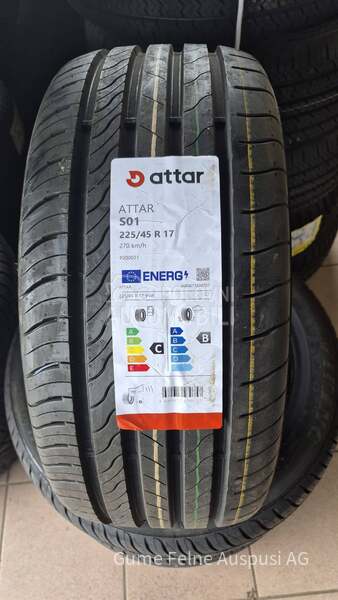 attar
ATTAR
S01
225/45 R 17
270 km/h
ENERG
A
B
C
D
E
C
A
B
C
D
E
B
Gume Felne Auspusi AG